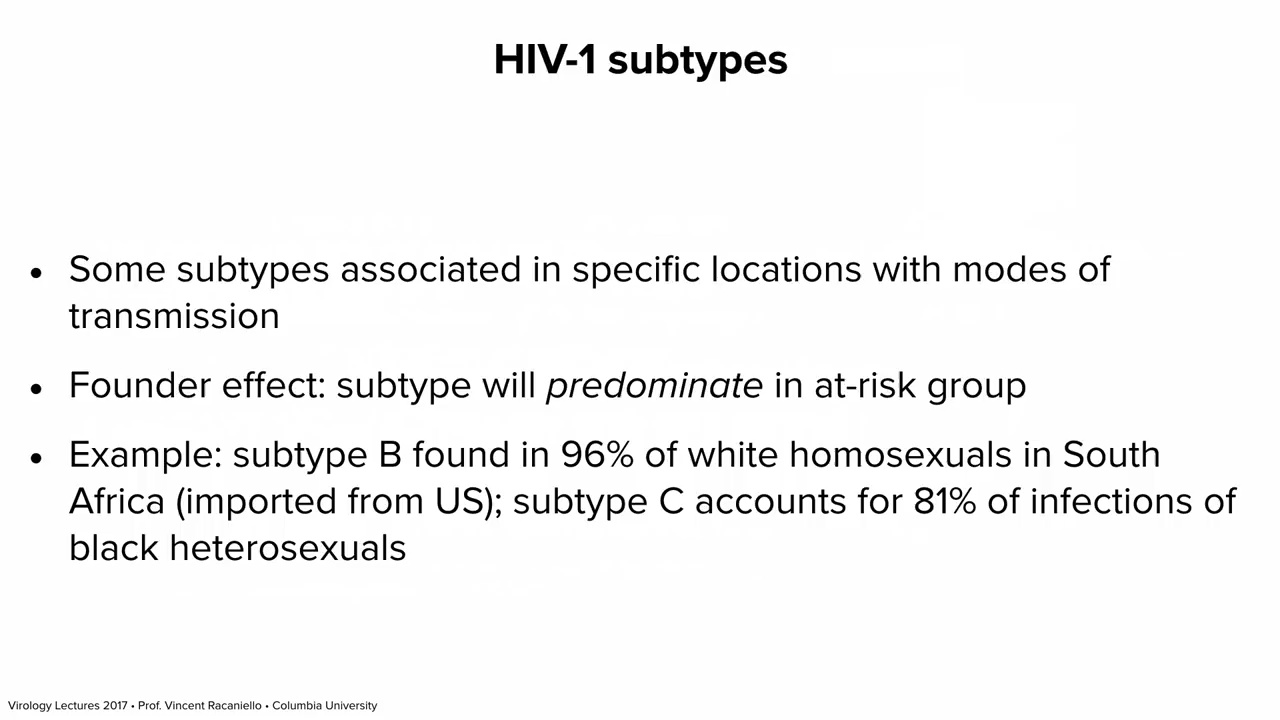 HIV-1 subtypes
• Some subtypes associated in specific locations with modes of
transmission
• Founder effect: subtype will predominate in at-risk group
• Example: subtype B found in 96% of white homosexuals in South
Africa (imported from US); subtype C accounts for 81% of infections of
black heterosexuals
Virology Lectures 2017 • Prof. Vincent Racaniello • Columbia University